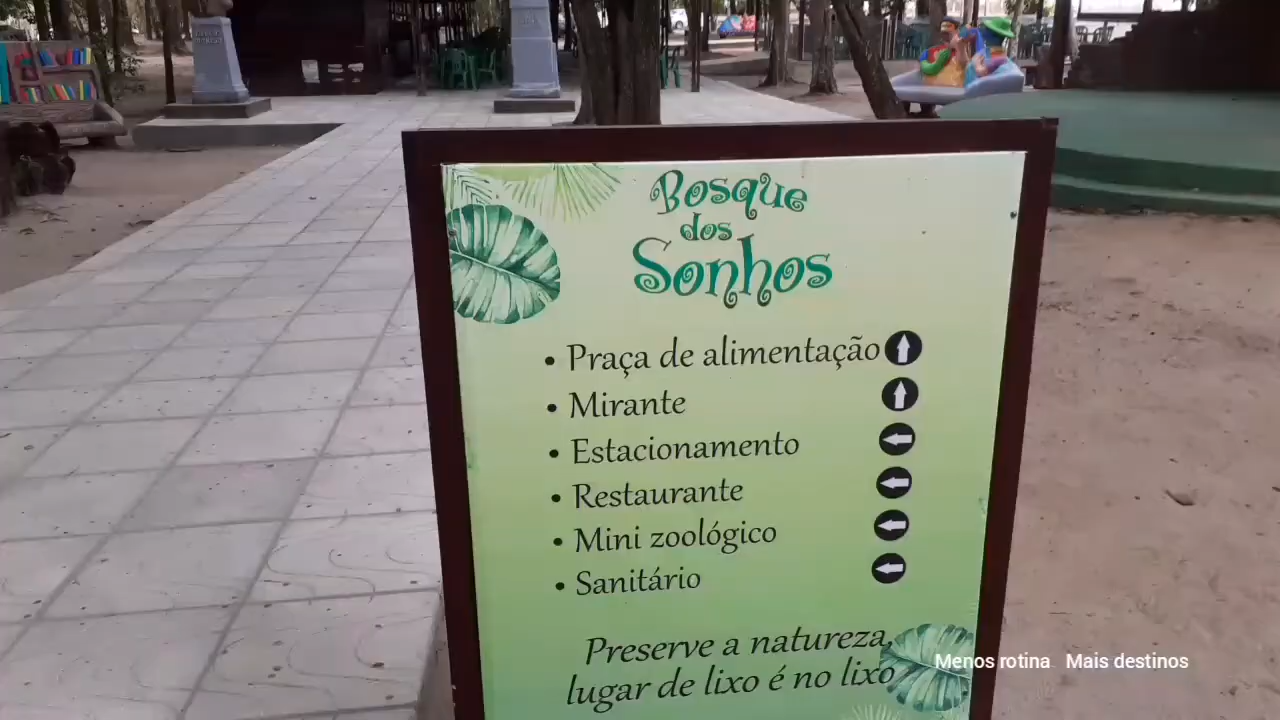 Bosque
dos
Sonhos
• Praça de alimentação
• Mirante
• Estacionamento
• Restaurante
• Mini zoológico
• Sanitário
Preserve a natureza,
lugar de lixo é no lixo
Menos rotina Mais destinos